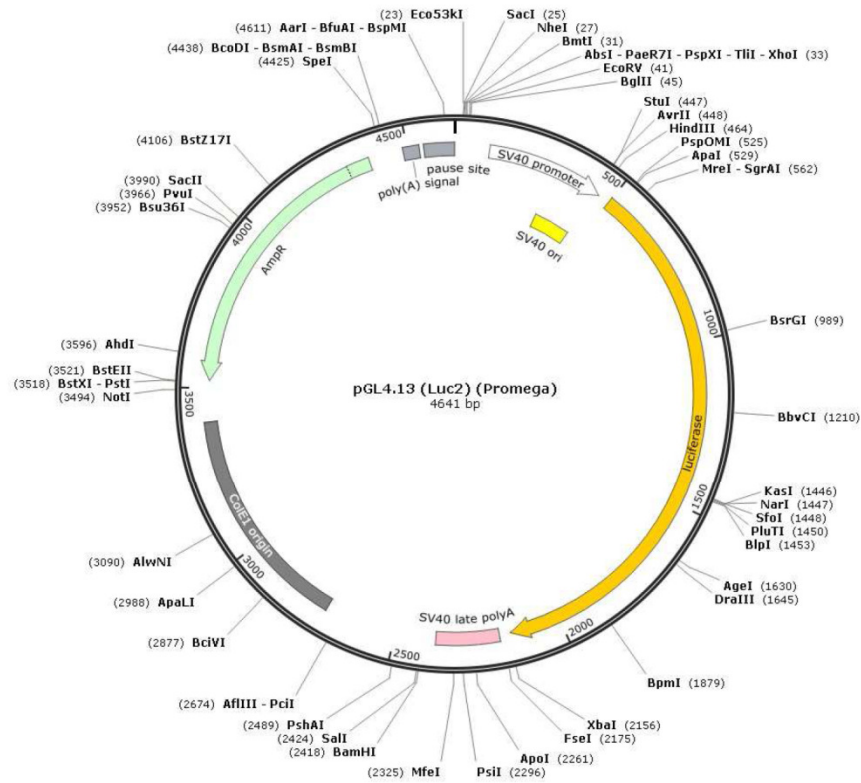 (23) Eco53kI
SacI (25)
NheI (27)
BmtI (31)
AbsI - PaeR7I - PspXI - TliI - XhoI (33)
EcoRV (41)
BglII (45)
StuI (447)
AvrII (448)
HindIII (464)
PspOMI (525)
ApaI (529)
MreI - SgrAI (562)
BsrGI (989)
BbvCI (1210)
KasI (1446)
NarI (1447)
SfoI (1448)
PluTI (1450)
BlpI (1453)
AgeI (1630)
DraIII (1645)
BpmI (1879)
XbaI (2156)
FseI (2175)
ApoI (2261)
PsiI (2296)
(2325) MfeI
(2418) BamHI
(2424) SalI
(2489) PshAI
(2674) AflIII - PciI
(2877) BciVI
(2988) ApaLI
(3090) AlwNI
(3494) NotI
(3518) BstXI - PstI
(3521) BstEII
(3596) AhdI
(3952) Bsu36I
(3966) PvuI
(3990) SacII
(4106) BstZ17I
(4425) SpeI
(4438) BcoDI - BsmAI - BsmBI
(4611) AarI - BfuAI - BspMI
500
1000
1500
2000
2500
3000
3500
4000
4500
pause site
poly(A) signal
SV40 promoter
SV40 ori
luciferase
SV40 late polyA
ColE1 origin
AmpR
pGL4.13 (Luc2) (Promega)
4641 bp